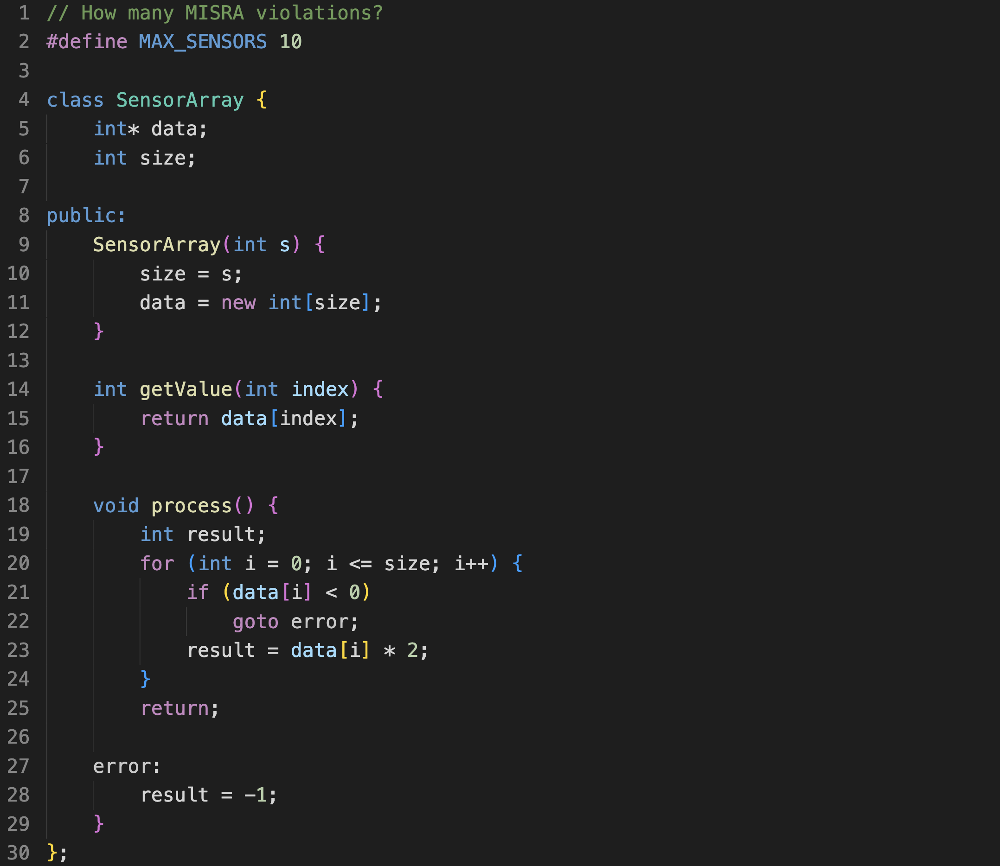 1 // How many MISRA violations?
2 #define MAX_SENSORS 10
3
4 class SensorArray {
5     int* data;
6     int size;
7
8 public:
9     SensorArray(int s) {
10         size = s;
11         data = new int[size];
12     }
13
14     int getValue(int index) {
15         return data[index];
16     }
17
18     void process() {
19         int result;
20         for (int i = 0; i <= size; i++) {
21             if (data[i] < 0)
22                 goto error;
23             result = data[i] * 2;
24         }
25         return;
26
27     error:
28         result = -1;
29     }
30 };